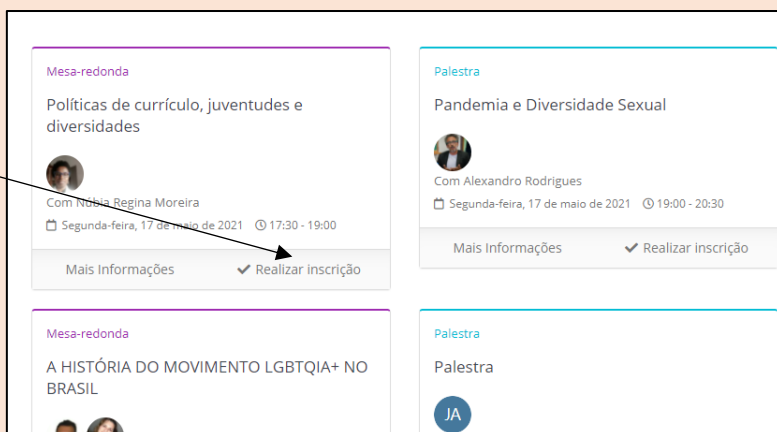 Mesa-redonda
Políticas de currículo, juventudes e
diversidades
Com Núbia Regina Moreira
Segunda-feira, 17 de maio de 2021 17:30 - 19:00
Mais Informações Realizar inscrição
Palestra
Pandemia e Diversidade Sexual
Com Alexandro Rodrigues
Segunda-feira, 17 de maio de 2021 19:00 - 20:30
Mais Informações Realizar inscrição
Mesa-redonda
A HISTÓRIA DO MOVIMENTO LGBTQIA+ NO
BRASIL
Palestra
Palestra
JA